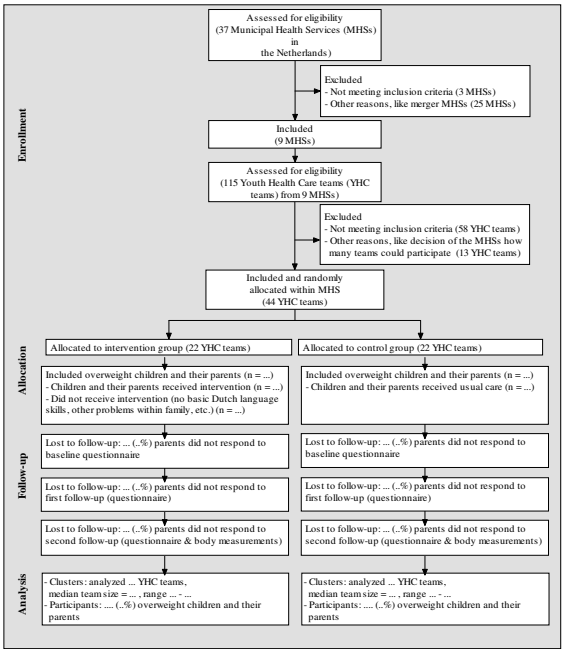 Assessed for eligibility
(37 Municipal Health Services (MHSs)
in
the Netherlands)
Excluded
- Not meeting inclusion criteria (3 MHSs)
- Other reasons, like merger MHSs (25 MHSs)
Enrollment
Included
(9 MHSs)
Assessed for eligibility
(115 Youth Health Care teams (YHC
teams) from 9 MHSs)
Excluded
- Not meeting inclusion criteria (58 YHC teams)
- Other reasons, like decision of the MHSs how
many teams could participate (13 YHC teams)
Included and randomly
allocated within MHS
(44 YHC teams)
Allocation
Allocated to intervention group (22 YHC teams)
Included overweight children and their parents (n = ...)
- Children and their parents received intervention (n = ...)
- Did not receive intervention (no basic Dutch language
skills, other problems within family, etc.) (n = ...)
Allocated to control group (22 YHC teams)
Included overweight children and their parents (n = ...)
- Children and their parents received usual care (n = ...)
Follow-up
Lost to follow-up: ... (..%) parents did not respond to
baseline questionnaire
Lost to follow-up: ... (..%) parents did not respond to
baseline questionnaire
Lost to follow-up: ... (..%) parents did not respond to
first follow-up (questionnaire)
Lost to follow-up: ... (..%) parents did not respond to
first follow-up (questionnaire)
Lost to follow-up: ... (..%) parents did not respond to
second follow-up (questionnaire & body measurements)
Lost to follow-up: ... (..%) parents did not respond to
second follow-up (questionnaire & body measurements)
Analysis
- Clusters: analyzed ... YHC teams,
median team size = ... , range ... - ...
- Participants: .... (..%) overweight children and their
parents
- Clusters: analyzed ... YHC teams,
median team size = ... , range ... - ...
- Participants: .... (..%) overweight children and their
parents